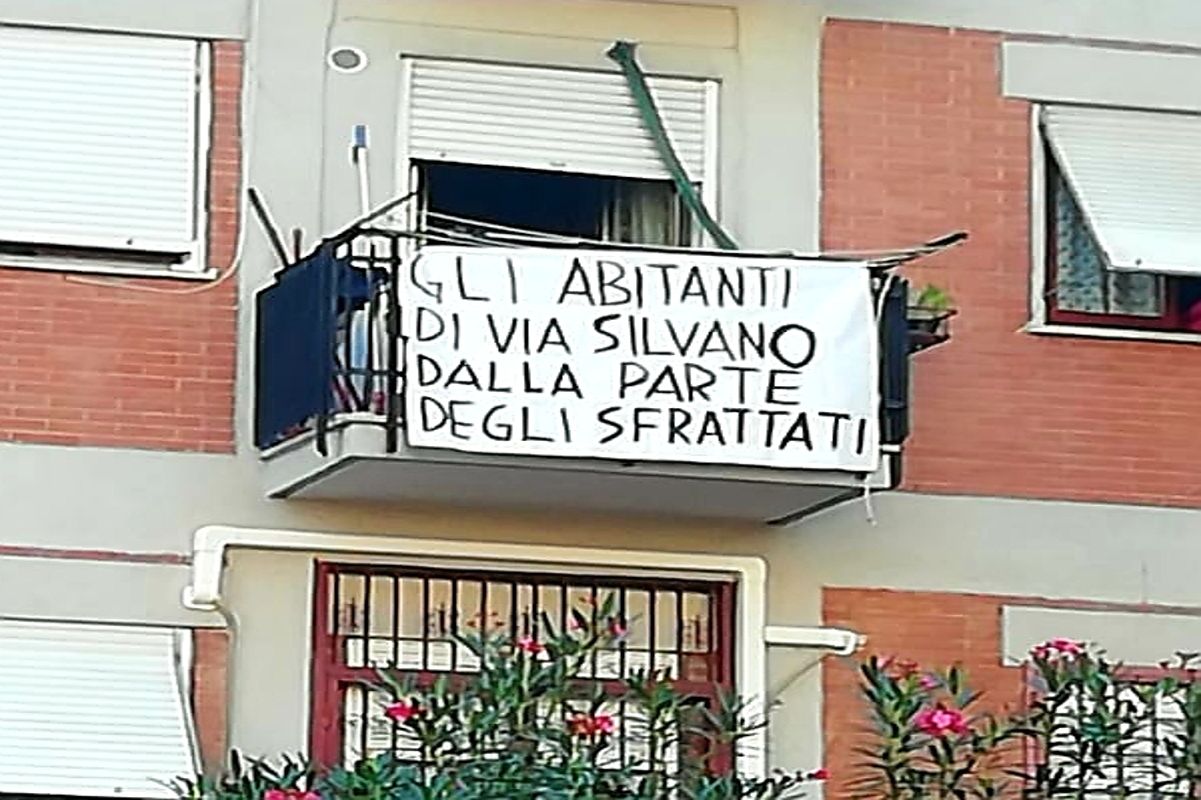 GLI ABITANTI
DI VIA SILVANO
DALLA PARTE
DEGLI SFRATTATI